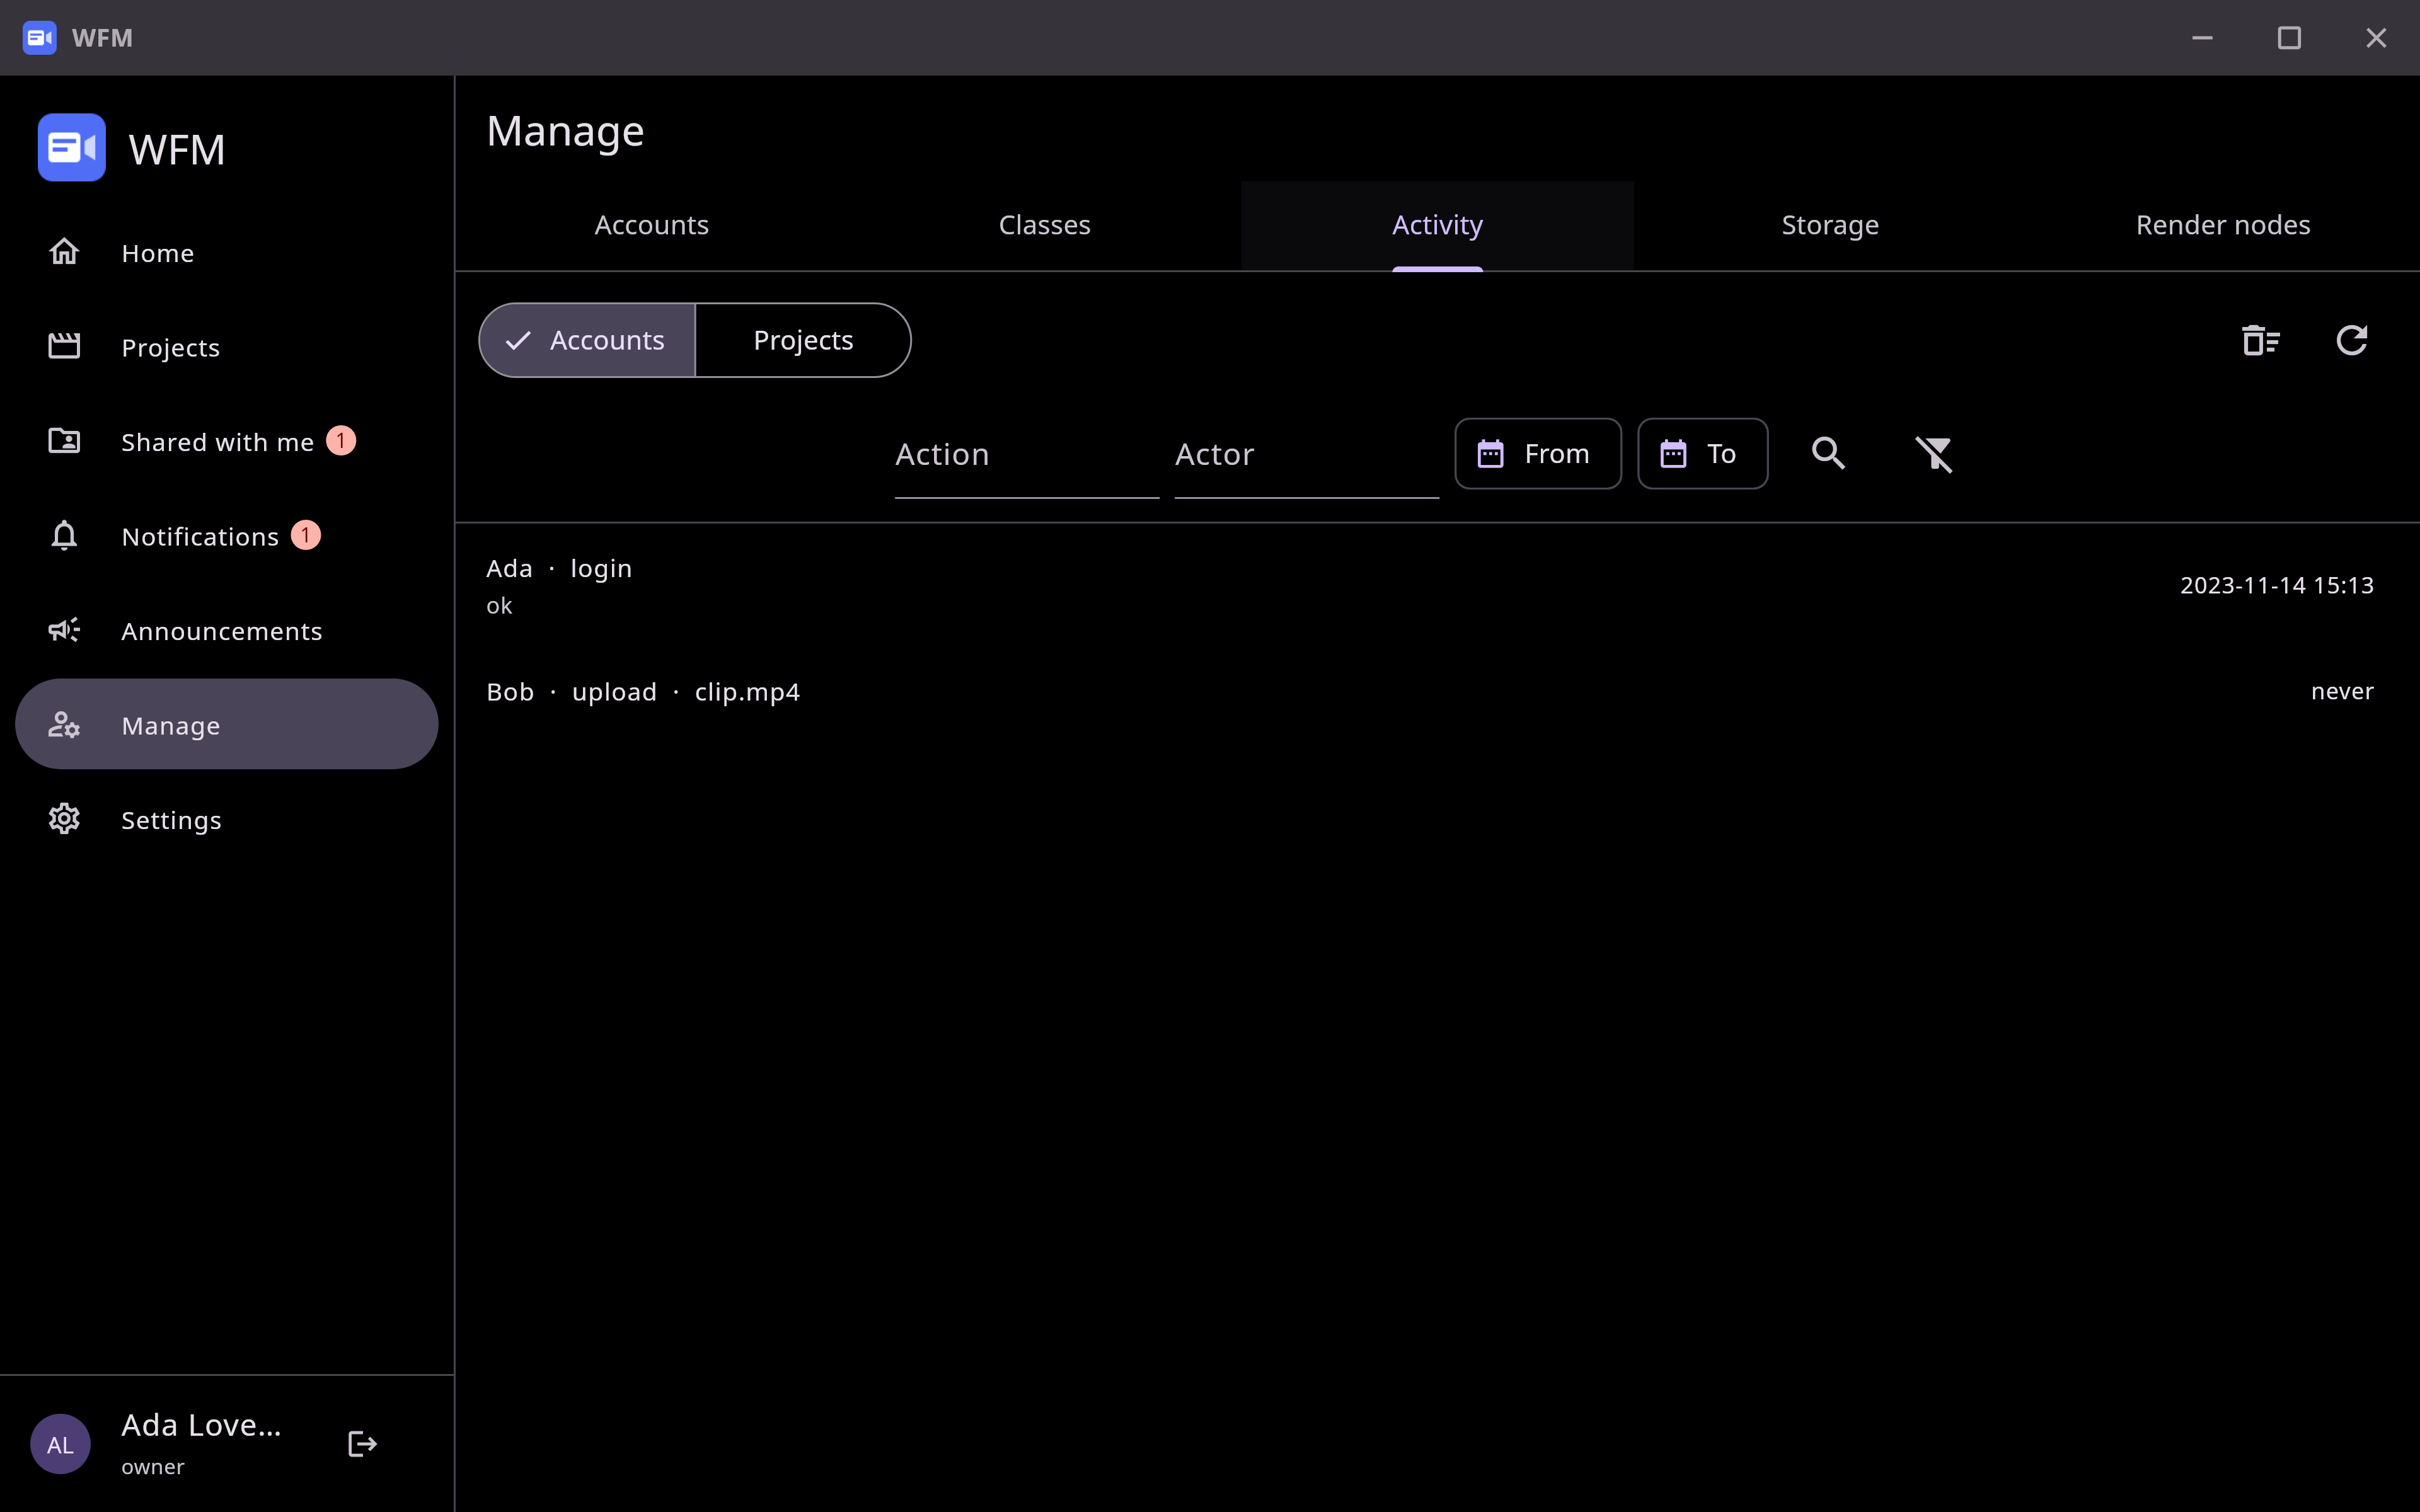 WFM
WFM
Home
Projects
Shared with me 1
Notifications 1
Announcements
Manage
Settings
AL
Ada Love...
owner
Manage
Accounts
Classes
Activity
Storage
Render nodes
Accounts
Projects
Action
Actor
From
To
Ada · login
ok
2023-11-14 15:13
Bob · upload · clip.mp4
never